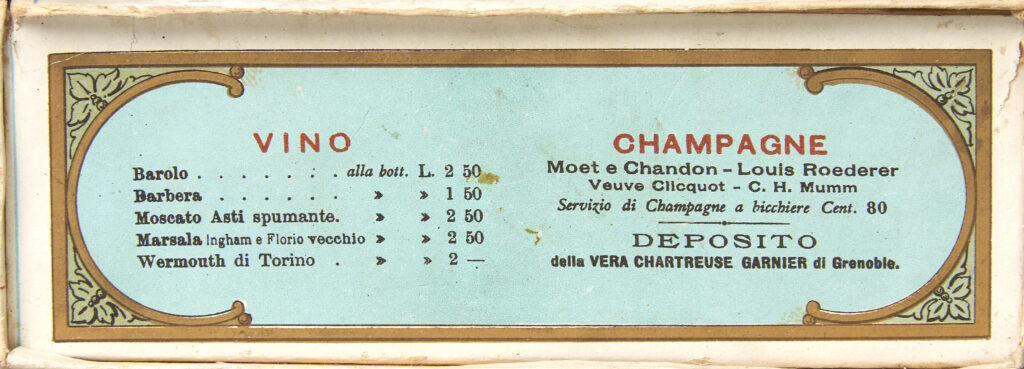 VINO
Barolo . . . . . . . alla bott. L. 2 50
Barbera . . . . . . » » 1 50
Moscato Asti spumante. » » 2 50
Marsala Ingham e Florio vecchio » » 2 50
Wermouth di Torino . » » 2 —
CHAMPAGNE
Moet e Chandon - Louis Roederer
Veuve Clicquot - C. H. Mumm
Servizio di Champagne a bicchiere Cent. 80
DEPOSITO
della VERA CHARTREUSE GARNIER di Grenoble.